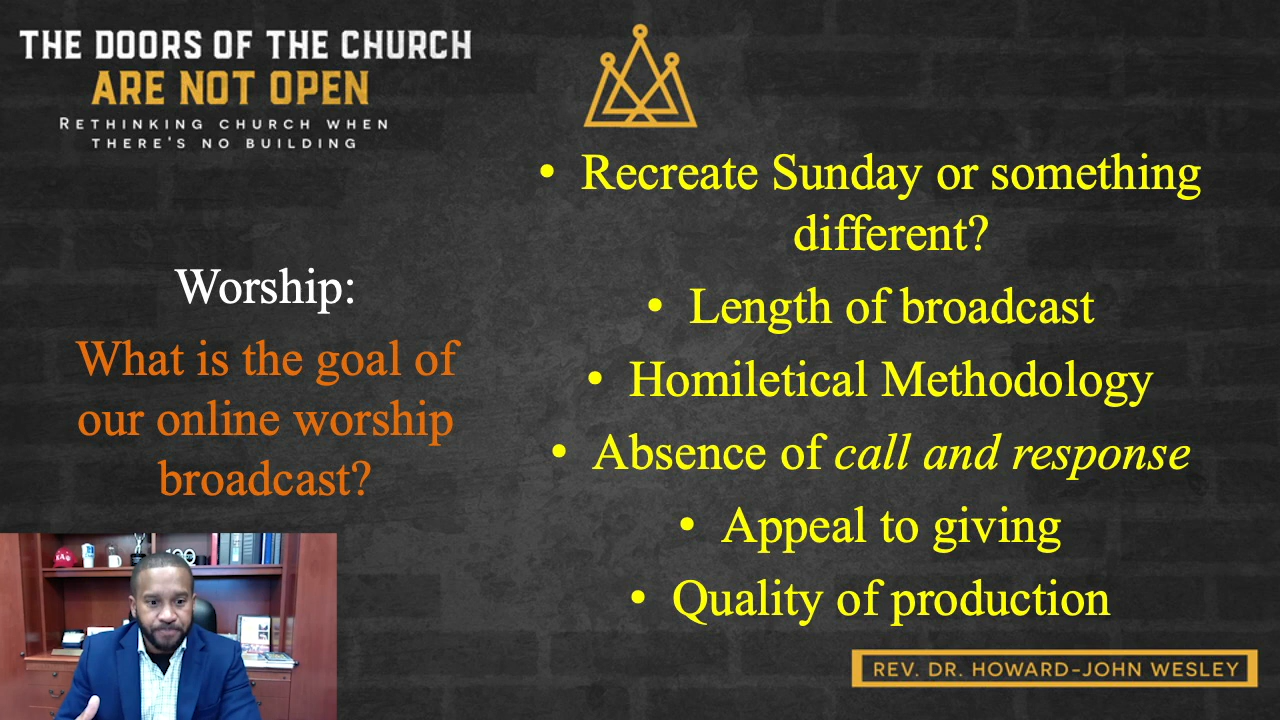 THE DOORS OF THE CHURCH
ARE NOT OPEN
RETHINKING CHURCH WHEN
THERE'S NO BUILDING
Worship:
What is the goal of
our online worship
broadcast?
• Recreate Sunday or something
different?
• Length of broadcast
• Homiletical Methodology
• Absence of call and response
• Appeal to giving
• Quality of production
100
REV. DR. HOWARD-JOHN WESLEY